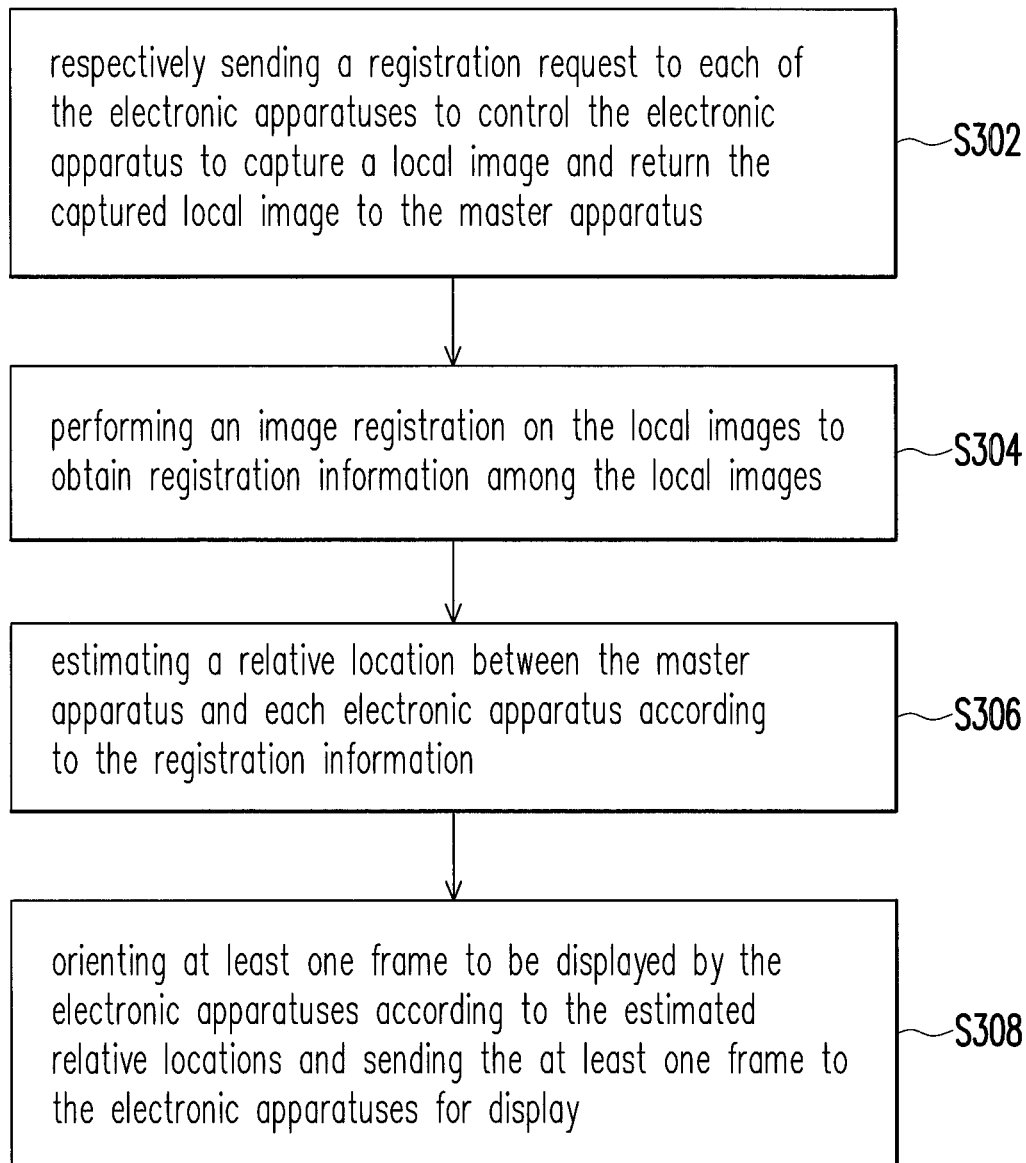 respectively sending a registration request to each of
the electronic apparatuses to control the electronic
apparatus to capture a local image and return the
captured local image to the master apparatus
S302
performing an image registration on the local images to
obtain registration information among the local images
S304
estimating a relative location between the master
apparatus and each electronic apparatus according
to the registration information
S306
orienting at least one frame to be displayed by the
electronic apparatuses according to the estimated
relative locations and sending the at least one frame to
the electronic apparatuses for display
S308